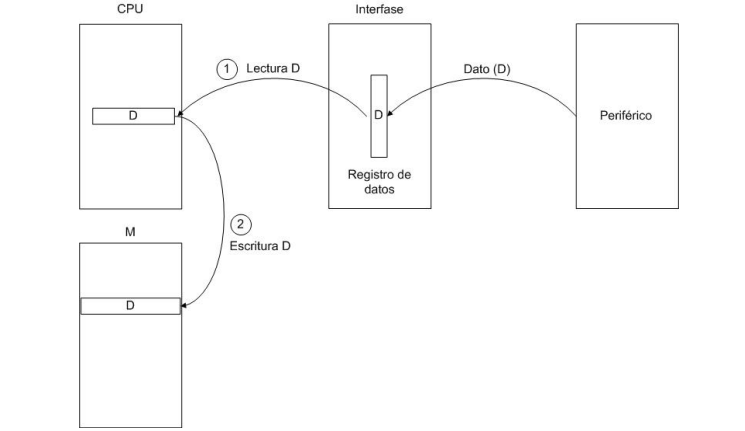 CPU
Interfase
1 Lectura D
Dato (D)
D
D
Periférico
Registro de
datos
2
Escritura D
M
D